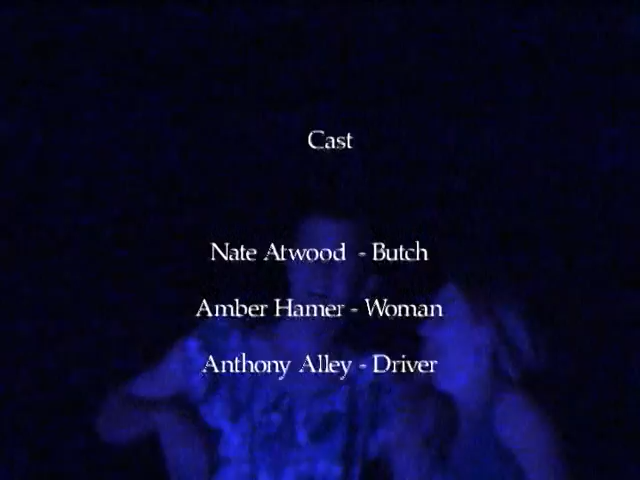 Cast
Nate Atwood - Butch
Amber Hamer - Woman
Anthony Alley - Driver